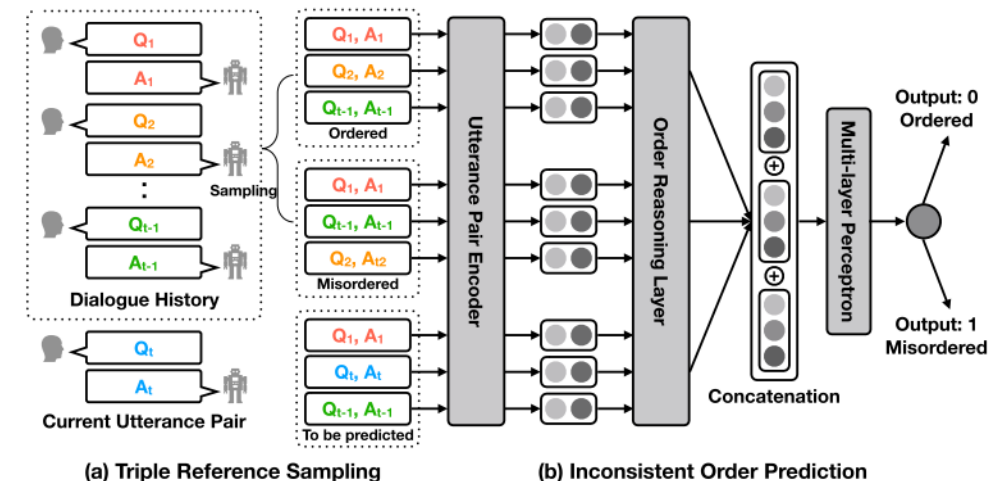 Q1
A1
Q2
A2
:
Qt-1
At-1
Dialogue History
Qt
At
Current Utterance Pair
Sampling
Q1, A1
Q2, A2
Qt-1, At-1
Ordered
Q1, A1
Qt-1, At-1
Q2, At2
Misordered
Q1, A1
Qt, At
Qt-1, At-1
To be predicted
(a) Triple Reference Sampling
Utterance Pair Encoder
Order Reasoning Layer
+
+
Concatenation
Multi-layer Perceptron
Output: 0
Ordered
Output: 1
Misordered
(b) Inconsistent Order Prediction